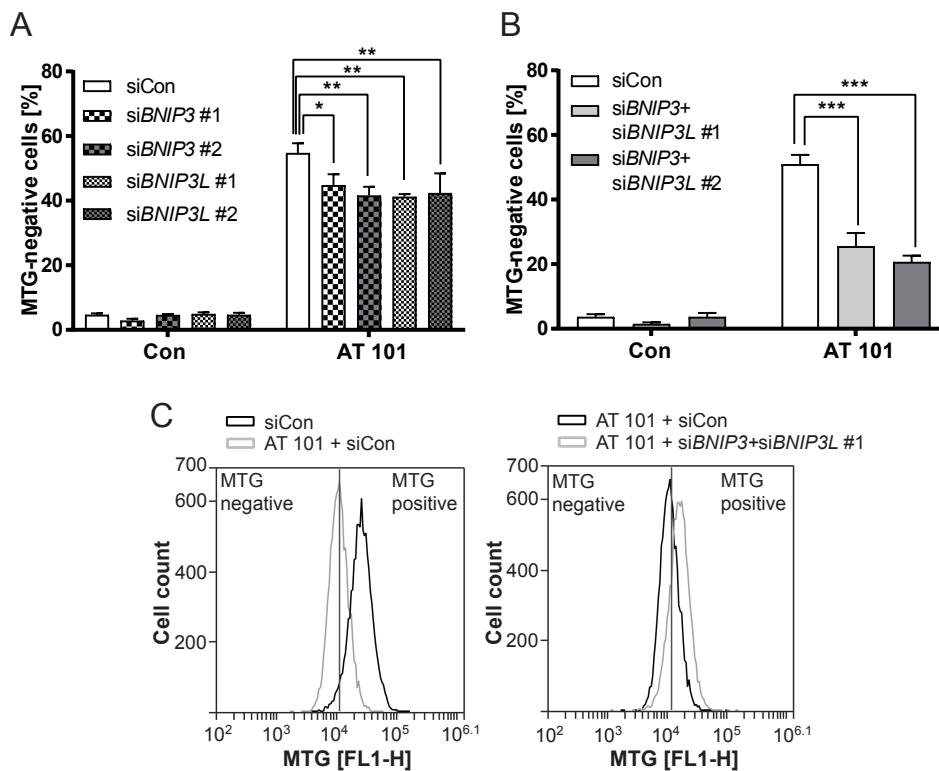 A
MTG-negative cells [%]
80
60
40
20
0
siCon
siBNIP3 #1
siBNIP3 #2
siBNIP3L #1
siBNIP3L #2
**
**
**
*
Con
AT 101
B
MTG-negative cells [%]
80
60
40
20
0
siCon
siBNIP3+
siBNIP3L #1
siBNIP3+
siBNIP3L #2
***
***
Con
AT 101
C
siCon
AT 101 + siCon
700
600
400
200
Cell count
MTG
negative
MTG
positive
10² 10³ 10⁴ 10⁵ 10⁶·¹
MTG [FL1-H]
AT 101 + siCon
AT 101 + siBNIP3+siBNIP3L #1
700
600
400
200
Cell count
MTG
negative
MTG
positive
10² 10³ 10⁴ 10⁵ 10⁶·¹
MTG [FL1-H]